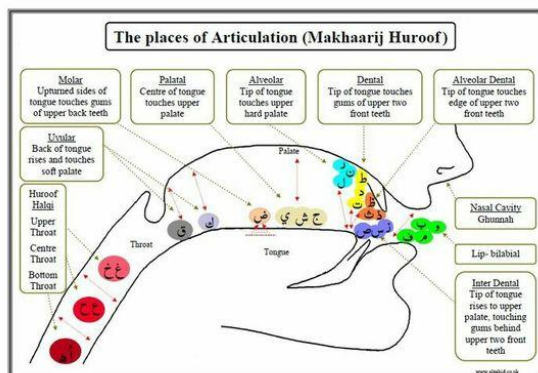 The places of Articulation (Makhaarij Huroof)
Molar
Upturned sides of
tongue touches gums
of upper back teeth
Palatal
Centre of tongue
touches upper
palate
Alveolar
Tip of tongue
touches upper
hard palate
Dental
Tip of tongue touches
gums of upper two
front teeth
Alveolar Dental
Tip of tongue touches
edge of upper two
front teeth
Uvular
Back of tongue
rises and touches
soft palate
Huroof
Halqi
Upper
Throat
Centre
Throat
Bottom
Throat
Palate
Throat
Tongue
ر
ن
ل
ط
د
ت
ظ
ذ ث
ق
ك
ض
ج ش ي
ز س ص
و ب
م ف
غ خ
ع ح
أ ه
Nasal Cavity
Ghunnah
Lip- bilabial
Inter Dental
Tip of tongue
rises to upper
palate, touching
gums behind
upper two front
teeth